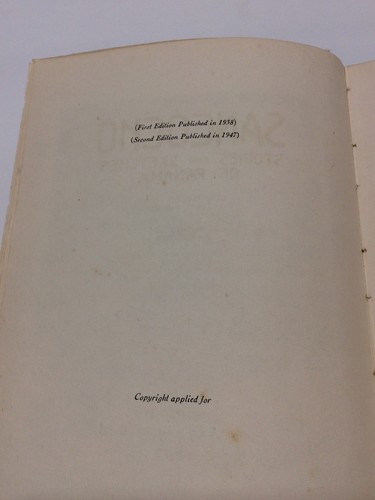 (First Edition Published in 1938)
(Second Edition Published in 1947)
Copyright applied for